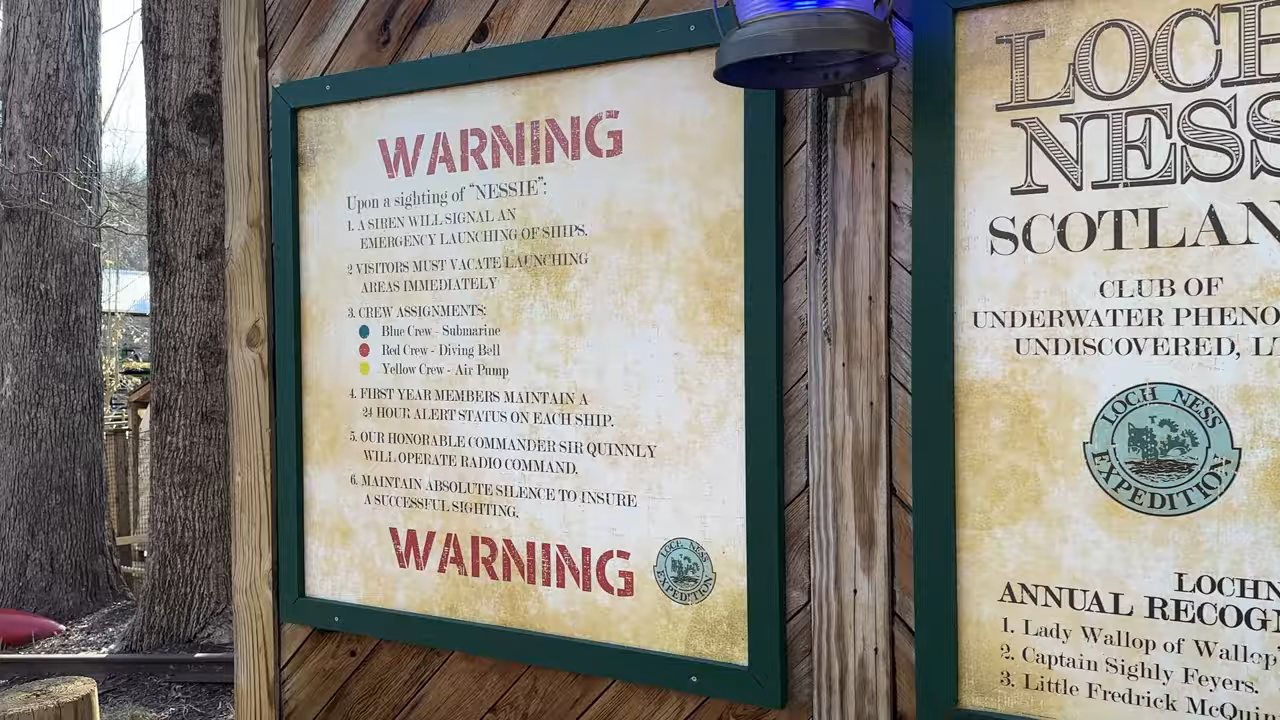 WARNING
Upon a sighting of "NESSIE":
1. A SIREN WILL SIGNAL AN
EMERGENCY LAUNCHING OF SHIPS.
2 VISITORS MUST VACATE LAUNCHING
AREAS IMMEDIATELY
3. CREW ASSIGNMENTS:
Blue Crew - Submarine
Red Crew - Diving Bell
Yellow Crew - Air Pump
4. FIRST YEAR MEMBERS MAINTAIN A
24 HOUR ALERT STATUS ON EACH SHIP.
5. OUR HONORABLE COMMANDER SIR QUINNLY
WILL OPERATE RADIO COMMAND.
6. MAINTAIN ABSOLUTE SILENCE TO INSURE
A SUCCESSFUL SIGHTING.
WARNING
LOCH NESS
EXPEDITION
LOCH
NESS
SCOTLAN
CLUB OF
UNDERWATER PHENO
UNDISCOVERED,
LOCH NESS
EXPEDITION
LOCHN
ANNUAL RECOG
1. Lady Wallop of Wallop
2. Captain Sighly Feyers.
3. Little Fredrick McQuin